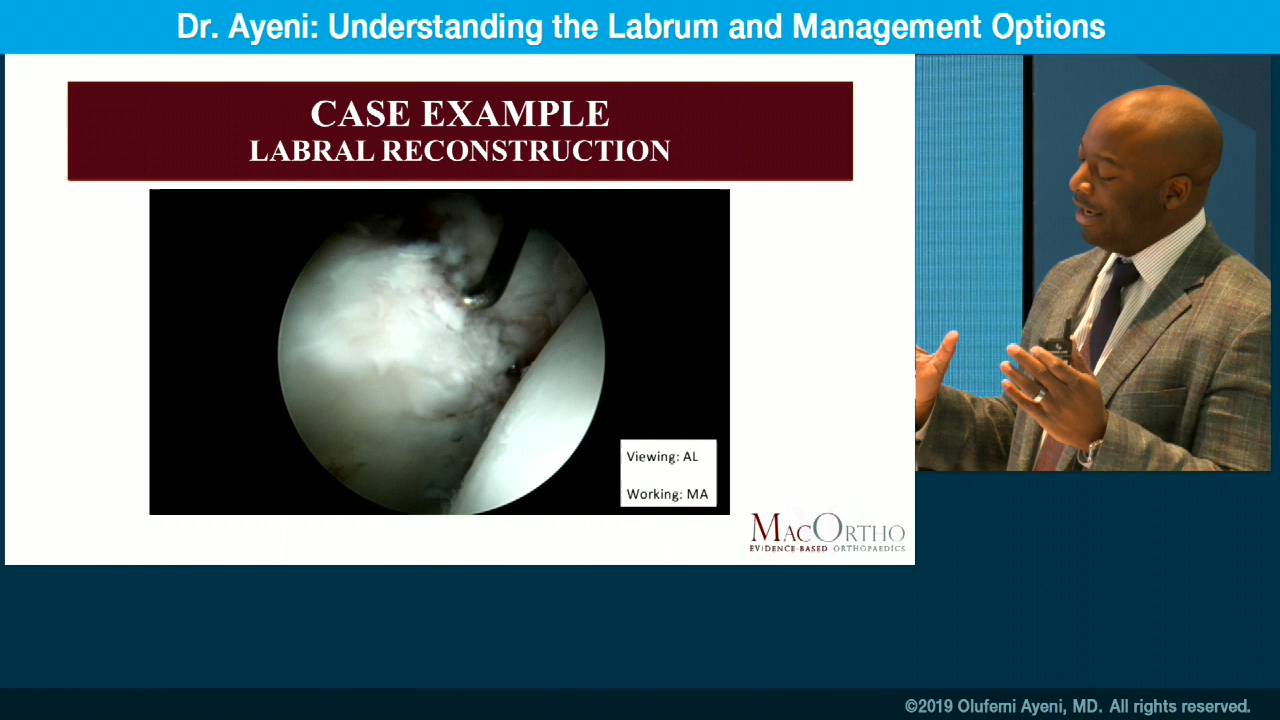 Dr. Ayeni: Understanding the Labrum and Management Options
CASE EXAMPLE
LABRAL RECONSTRUCTION
Viewing: AL
Working: MA
MACORTHO
EVIDENCE BASED ORTHOPAEDICS
©2019 Olufemi Ayeni, MD. All rights reserved.